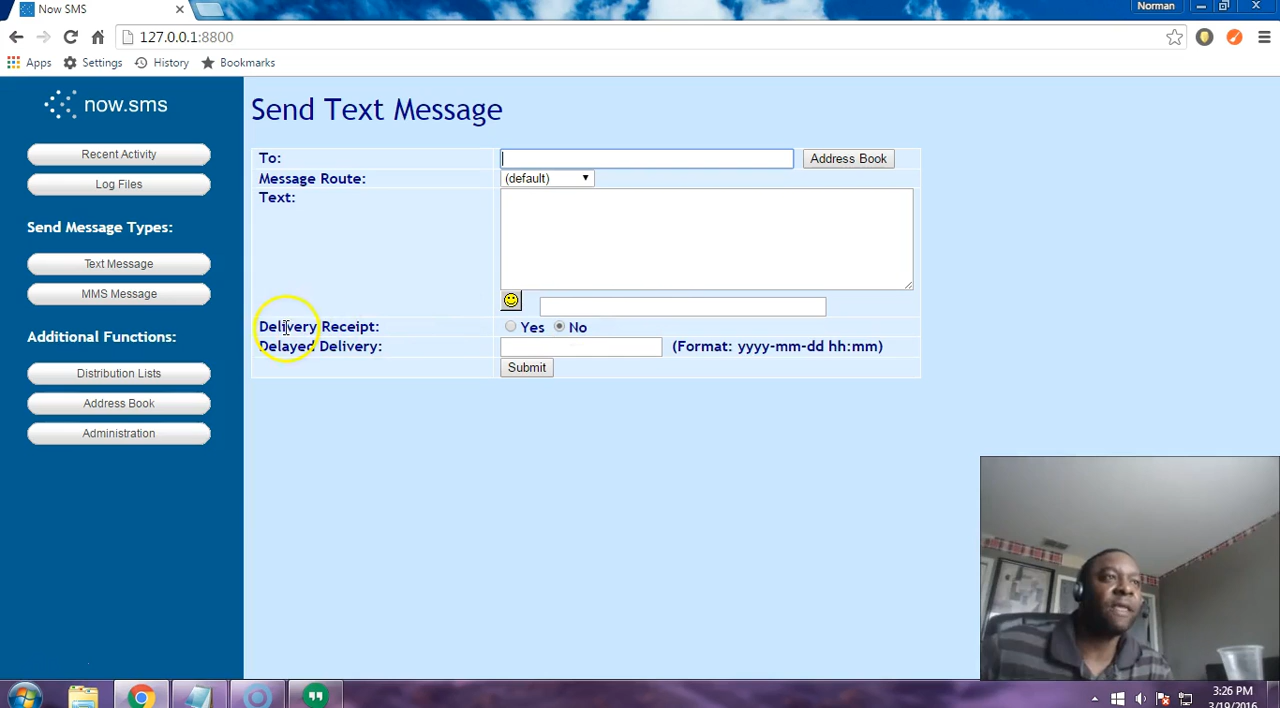 Now SMS
Norman
127.0.0.1:8800
Apps Settings History Bookmarks
now.sms
Recent Activity
Log Files
Send Message Types:
Text Message
MMS Message
Additional Functions:
Distribution Lists
Address Book
Administration
Send Text Message
To: Address Book
Message Route: (default)
Text:
Delivery Receipt: Yes No
Delayed Delivery: (Format: yyyy-mm-dd hh:mm)
Submit
3:26 PM
3/19/2016